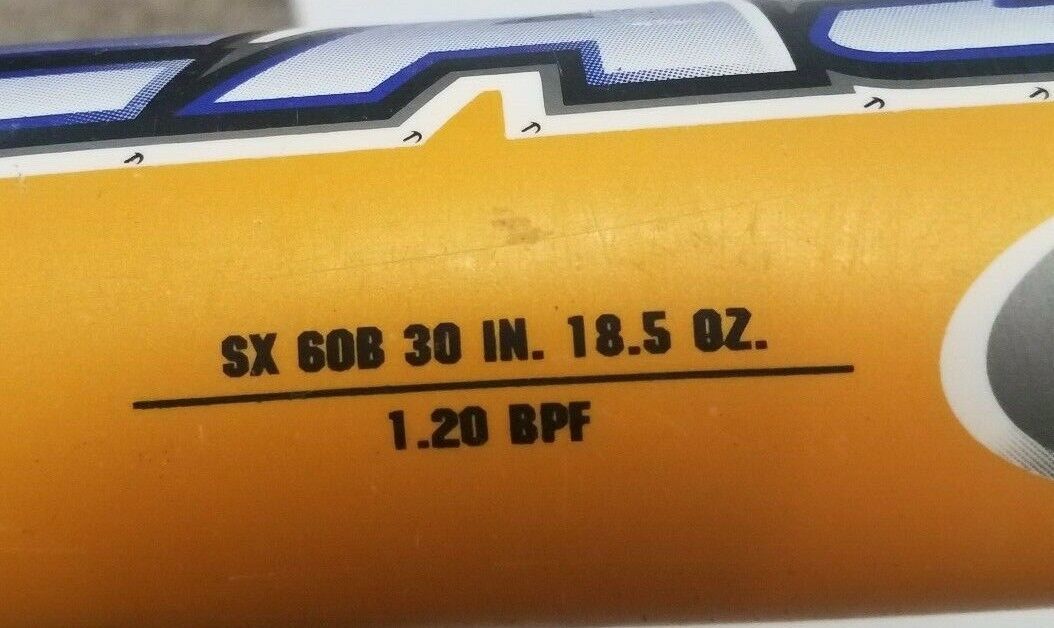 SX 60B 30 IN. 18.5 OZ.
1.20 BPF